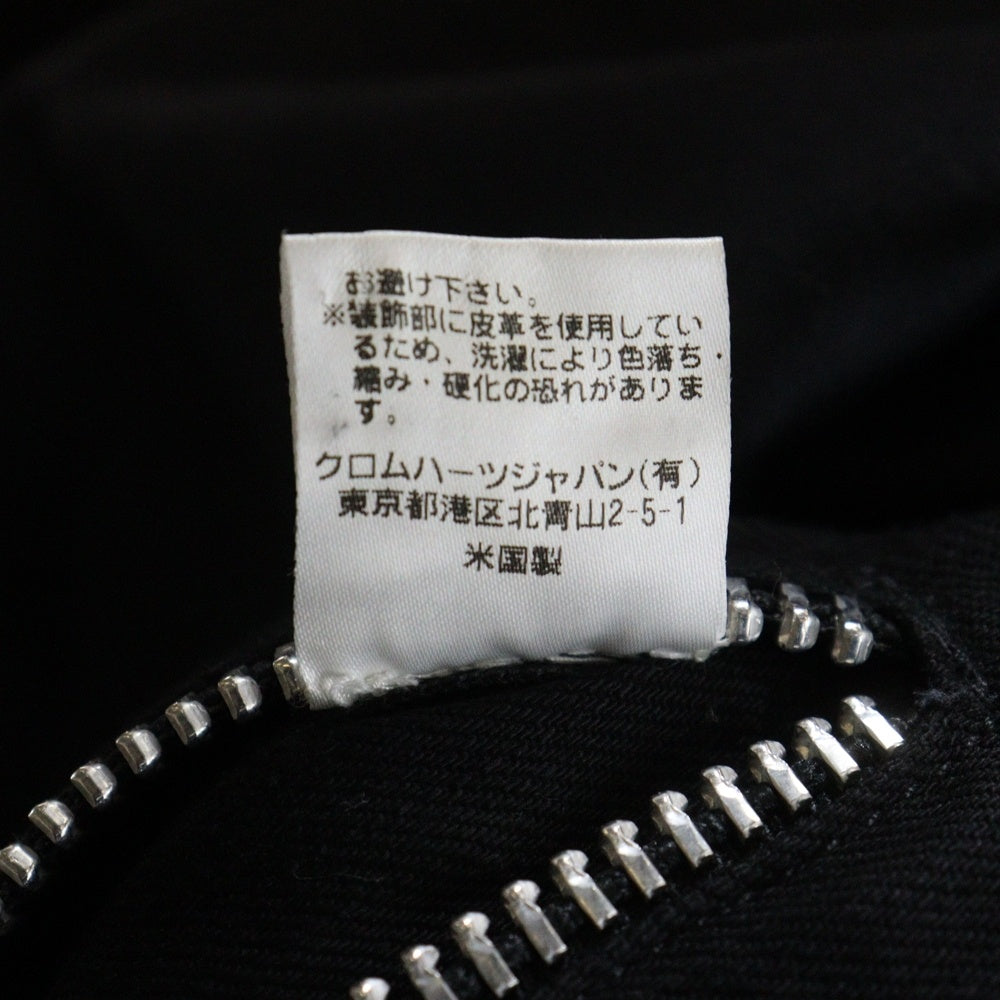 お避け下さい。
※装飾部に皮革を使用してい
るため、洗濯により色落ち・
縮み・硬化の恐れがありま
す。
クロムハーツジャパン(有)
東京都港区北青山2-5-1
米国製